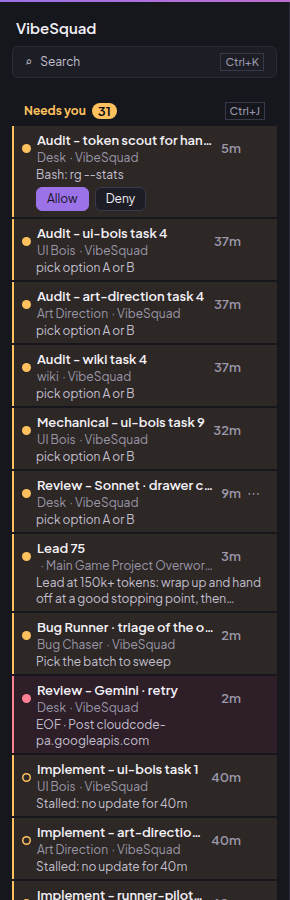 VibeSquad
Search Ctrl+K
Needs you 31 Ctrl+J
Audit - token scout for han... 5m
Desk · VibeSquad
Bash: rg --stats
Allow Deny
Audit - ui-bois task 4 37m
UI Bois · VibeSquad
pick option A or B
Audit - art-direction task 4 37m
Art Direction · VibeSquad
pick option A or B
Audit - wiki task 4 37m
wiki · VibeSquad
pick option A or B
Mechanical - ui-bois task 9 32m
UI Bois · VibeSquad
pick option A or B
Review - Sonnet · drawer c... 9m ···
Desk · VibeSquad
pick option A or B
Lead 75 3m
· Main Game Project Overwor...
Lead at 150k+ tokens: wrap up and hand
off at a good stopping point, then...
Bug Runner · triage of the o... 2m
Bug Chaser · VibeSquad
Pick the batch to sweep
Review - Gemini · retry 2m
Desk · VibeSquad
EOF · Post cloudcode-
pa.googleapis.com
Implement - ui-bois task 1 40m
UI Bois · VibeSquad
Stalled: no update for 40m
Implement - art-directio... 40m
Art Direction · VibeSquad
Stalled: no update for 40m
Implement - runner-pilot...